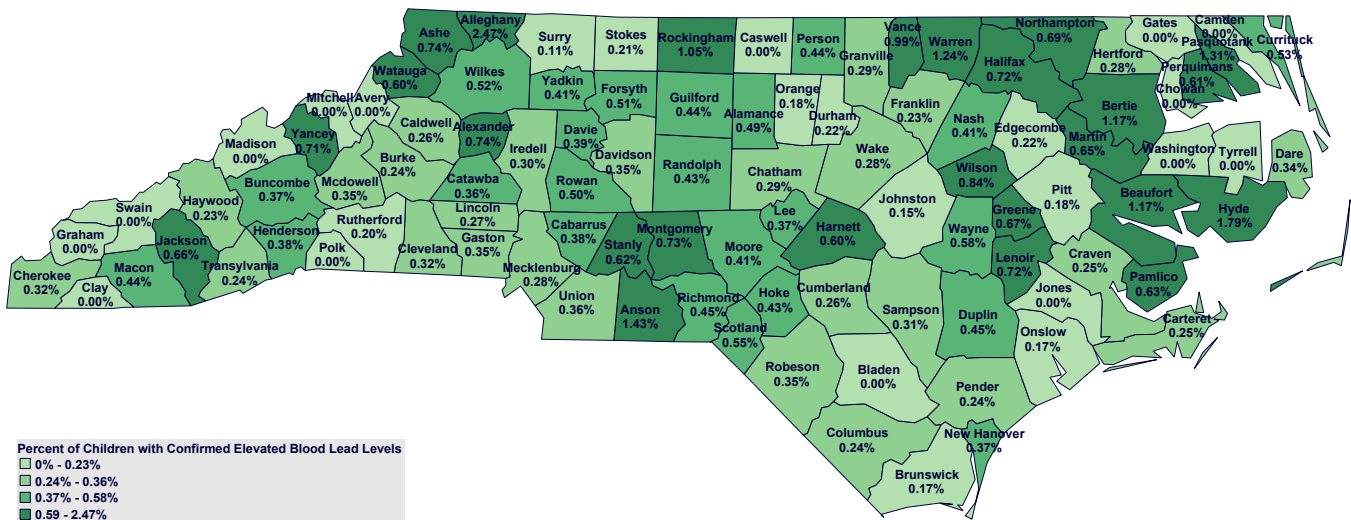 Ashe
0.74%
Alleghany
2.47%
Surry
0.11%
Stokes
0.21%
Rockingham
1.05%
Caswell
0.00%
Person
0.44%
Granville
0.29%
Vance
0.99%
Warren
1.24%
Northampton
0.69%
Halifax
0.72%
Hertford
0.28%
Gates
0.00%
Camden
0.00%
Pasquotank
1.31%
Currituck
0.53%
Perquimans
0.61%
Chowan
0.00%
Watauga
0.60%
Wilkes
0.52%
Yadkin
0.41%
Forsyth
0.51%
Guilford
0.44%
Alamance
0.49%
Orange
0.18%
Durham
0.22%
Franklin
0.23%
Nash
0.41%
Edgecombe
0.22%
Bertie
1.17%
Martin
0.65%
Washington
0.00%
Tyrrell
0.00%
Dare
0.34%
Mitchell
0.00%
Avery
0.00%
Yancey
0.71%
Caldwell
0.26%
Alexander
0.74%
Iredell
0.30%
Davie
0.39%
Davidson
0.35%
Randolph
0.43%
Chatham
0.29%
Wake
0.28%
Wilson
0.84%
Pitt
0.18%
Beaufort
1.17%
Hyde
1.79%
Madison
0.00%
Buncombe
0.37%
Mcdowell
0.35%
Burke
0.24%
Catawba
0.36%
Rowan
0.50%
Johnston
0.15%
Greene
0.67%
Swain
0.00%
Haywood
0.23%
Henderson
0.38%
Rutherford
0.20%
Polk
0.00%
Cleveland
0.32%
Lincoln
0.27%
Gaston
0.35%
Cabarrus
0.38%
Stanly
0.62%
Montgomery
0.73%
Moore
0.41%
Lee
0.37%
Harnett
0.60%
Wayne
0.58%
Lenoir
0.72%
Craven
0.25%
Pamlico
0.63%
Graham
0.00%
Jackson
0.66%
Cherokee
0.32%
Clay
0.00%
Macon
0.44%
Transylvania
0.24%
Mecklenburg
0.28%
Union
0.36%
Anson
1.43%
Richmond
0.45%
Scotland
0.55%
Hoke
0.43%
Cumberland
0.26%
Sampson
0.31%
Duplin
0.45%
Jones
0.00%
Onslow
0.17%
Carteret
0.25%
Robeson
0.35%
Bladen
0.00%
Pender
0.24%
Columbus
0.24%
New Hanover
0.37%
Brunswick
0.17%
Percent of Children with Confirmed Elevated Blood Lead Levels
0% - 0.23%
0.24% - 0.36%
0.37% - 0.58%
0.59 - 2.47%